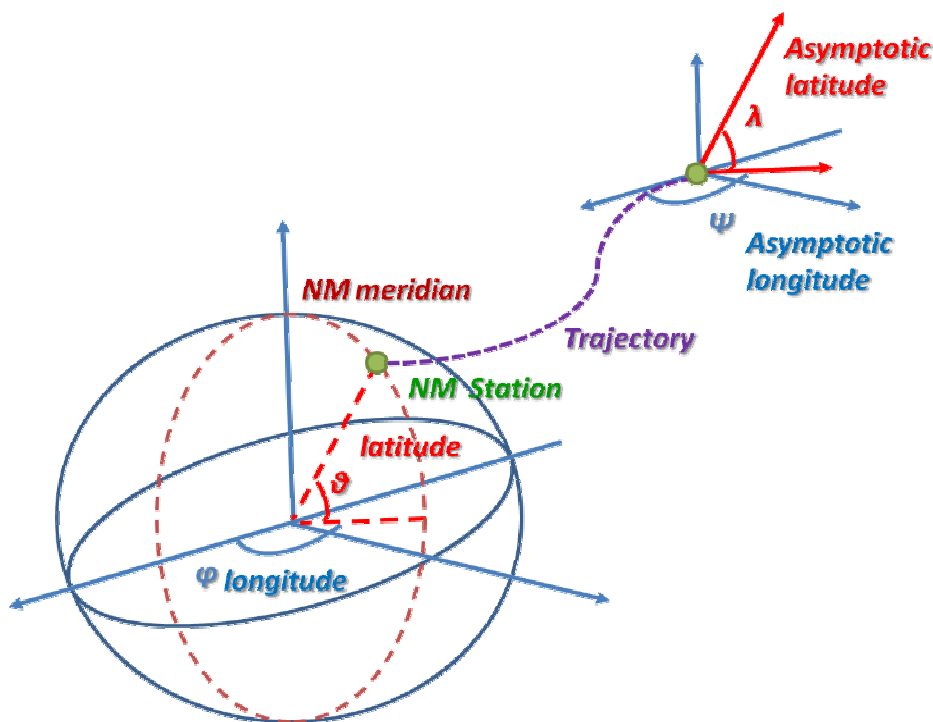 Asymptotic
latitude
λ
Ψ
Asymptotic
longitude
NM meridian
Trajectory
NM Station
latitude
ϑ
φ longitude